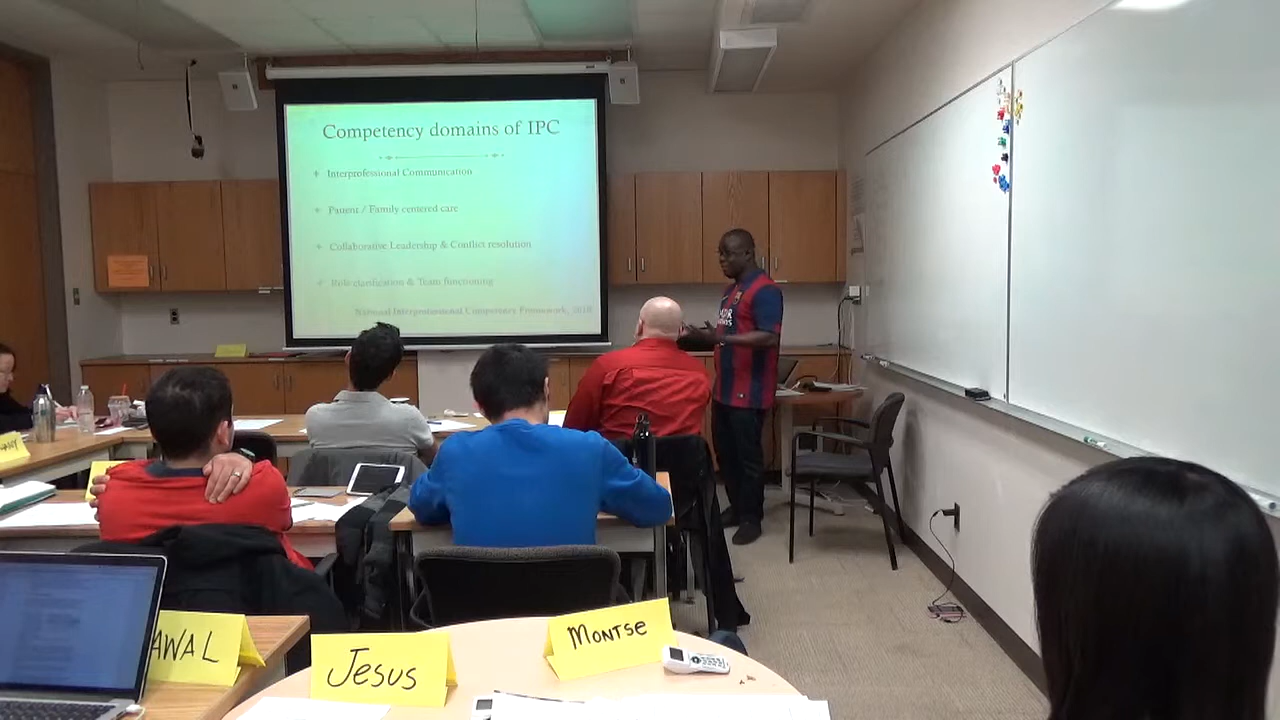 Competency domains of IPC
Interprofessional Communication
Patient / Family centered care
Collaborative Leadership & Conflict resolution
Role clarification & Team functioning
National Interprofessional Competency Framework, 2010
AWAL
Jesus
Montse